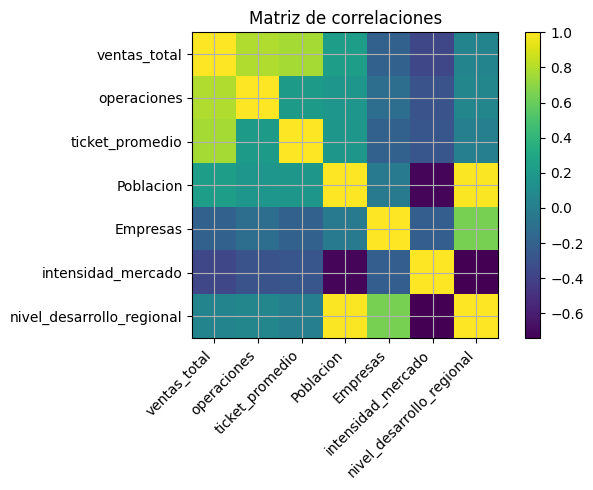 Matriz de correlaciones
ventas_total
operaciones
ticket_promedio
Poblacion
Empresas
intensidad_mercado
nivel_desarrollo_regional
ventas_total
operaciones
ticket_promedio
Poblacion
Empresas
intensidad_mercado
nivel_desarrollo_regional
1.0
0.8
0.6
0.4
0.2
0.0
−0.2
−0.4
−0.6